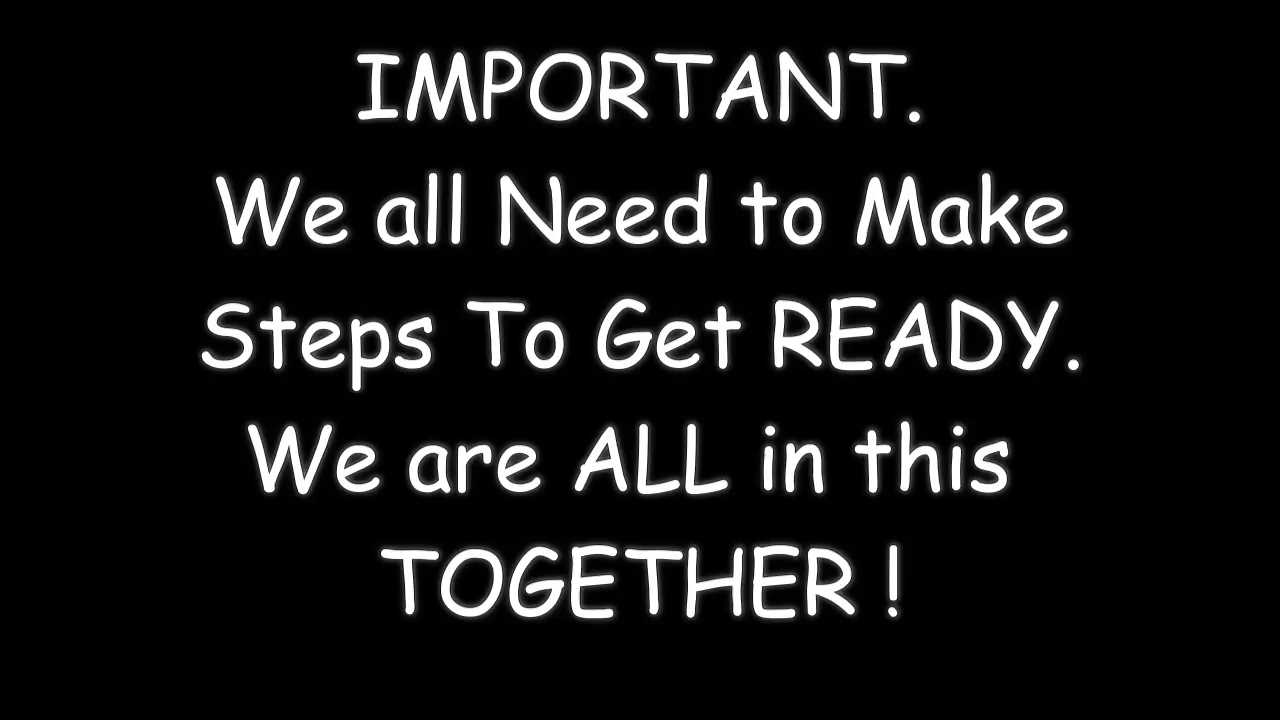 IMPORTANT.
We all Need to Make
Steps To Get READY.
We are ALL in this
TOGETHER !